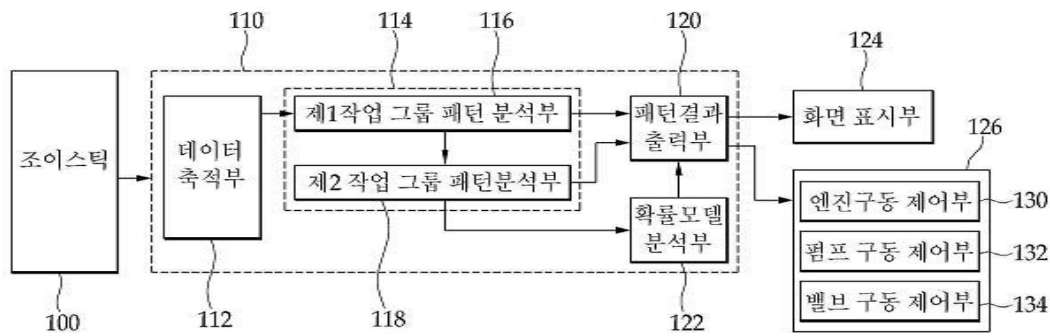 110
114
116
120
124
조이스틱
데이터
축적부
제1작업 그룹 패턴 분석부
제2 작업 그룹 패턴분석부
패턴결과
출력부
확률모델
분석부
화면 표시부
126
엔진구동 제어부
130
펌프 구동 제어부
132
밸브 구동 제어부
134
100
112
118
122